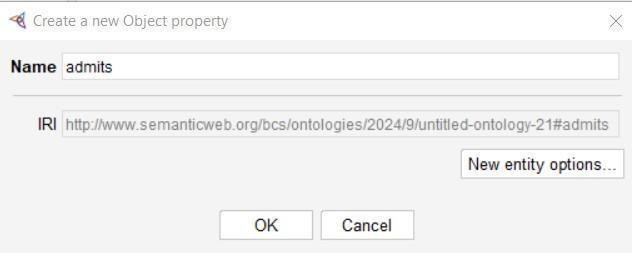 Create a new Object property
Name admits
IRI http://www.semanticweb.org/bcs/ontologies/2024/9/untitled-ontology-21#admits
New entity options...
OK Cancel